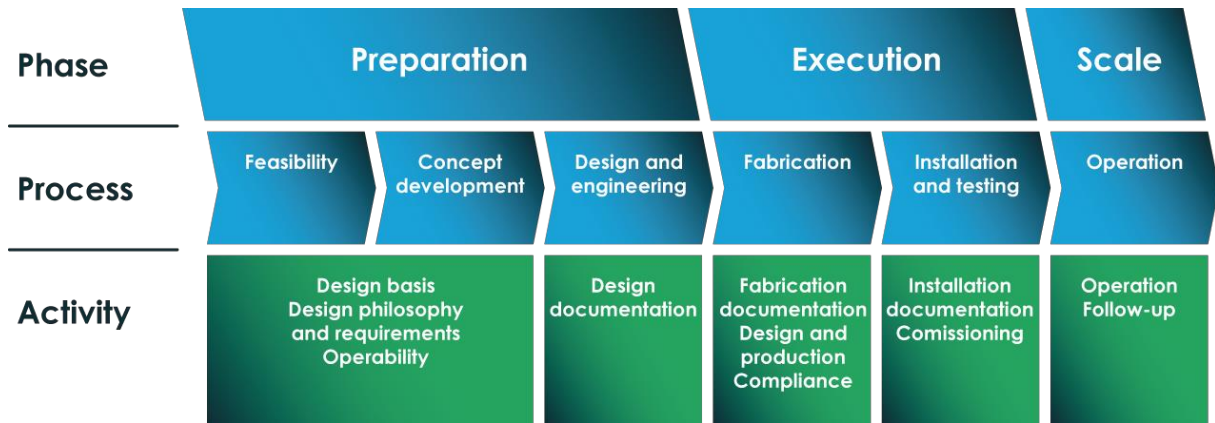 Phase
Preparation
Execution
Scale
Process
Feasibility
Concept
development
Design and
engineering
Fabrication
Installation
and testing
Operation
Activity
Design basis
Design philosophy
and requirements
Operability
Design
documentation
Fabrication
documentation
Design and
production
Compliance
Installation
documentation
Comissioning
Operation
Follow-up